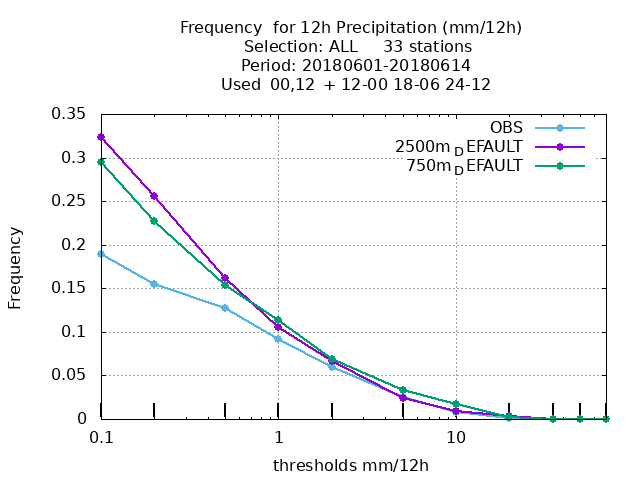 Frequency  for 12h Precipitation (mm/12h)
Selection: ALL     33 stations
Period: 20180601-20180614
Used  00,12  + 12-00 18-06 24-12
0.35
OBS
2500m_DEFAULT
0.3
750m_DEFAULT
0.25
0.2
Frequency
0.15
0.1
0.05
0
0.1 1 10
thresholds mm/12h